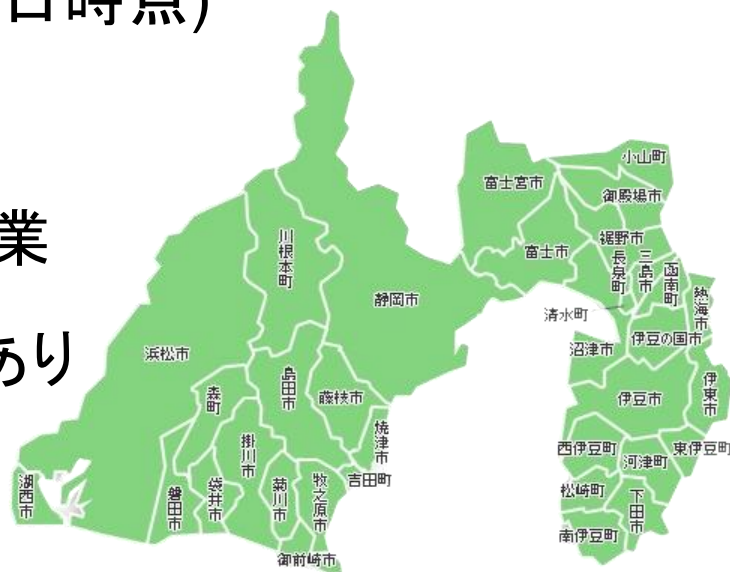 日時点)
業
あり
小山町
富士宮市
御殿場市
裾野市
富士市
長泉町
三島市
函南町
熱海市
川根本町
静岡市
清水町
伊豆の国市
沼津市
浜松市
島田市
藤枝市
伊豆市
伊東市
森町
焼津市
掛川市
西伊豆町
東伊豆町
河津町
吉田町
湖西市
磐田市
袋井市
菊川市
牧之原市
松崎町
下田市
南伊豆町
御前崎市